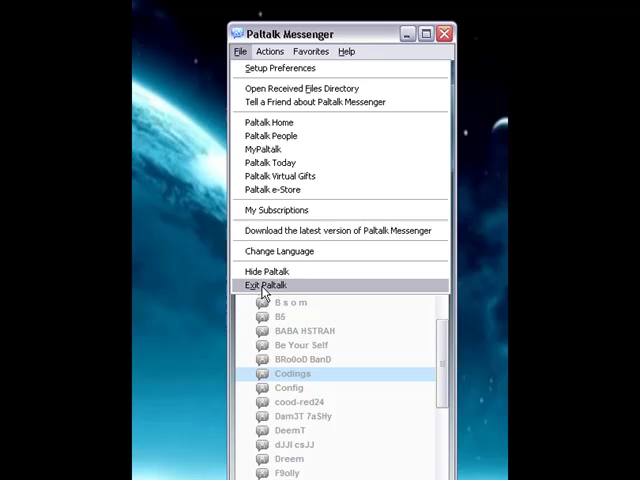 Paltalk Messenger
File Actions Favorites Help
Setup Preferences
Open Received Files Directory
Tell a Friend about Paltalk Messenger
Paltalk Home
Paltalk People
MyPaltalk
Paltalk Today
Paltalk Virtual Gifts
Paltalk e-Store
My Subscriptions
Download the latest version of Paltalk Messenger
Change Language
Hide Paltalk
Exit Paltalk
B s o m
B5
BABA HSTRAH
Be Your Self
BRo0oD BanD
Codings
Config
cood-red24
Dam3T 7aSHy
DeemT
dJJl csJJ
Dreem
F9olly